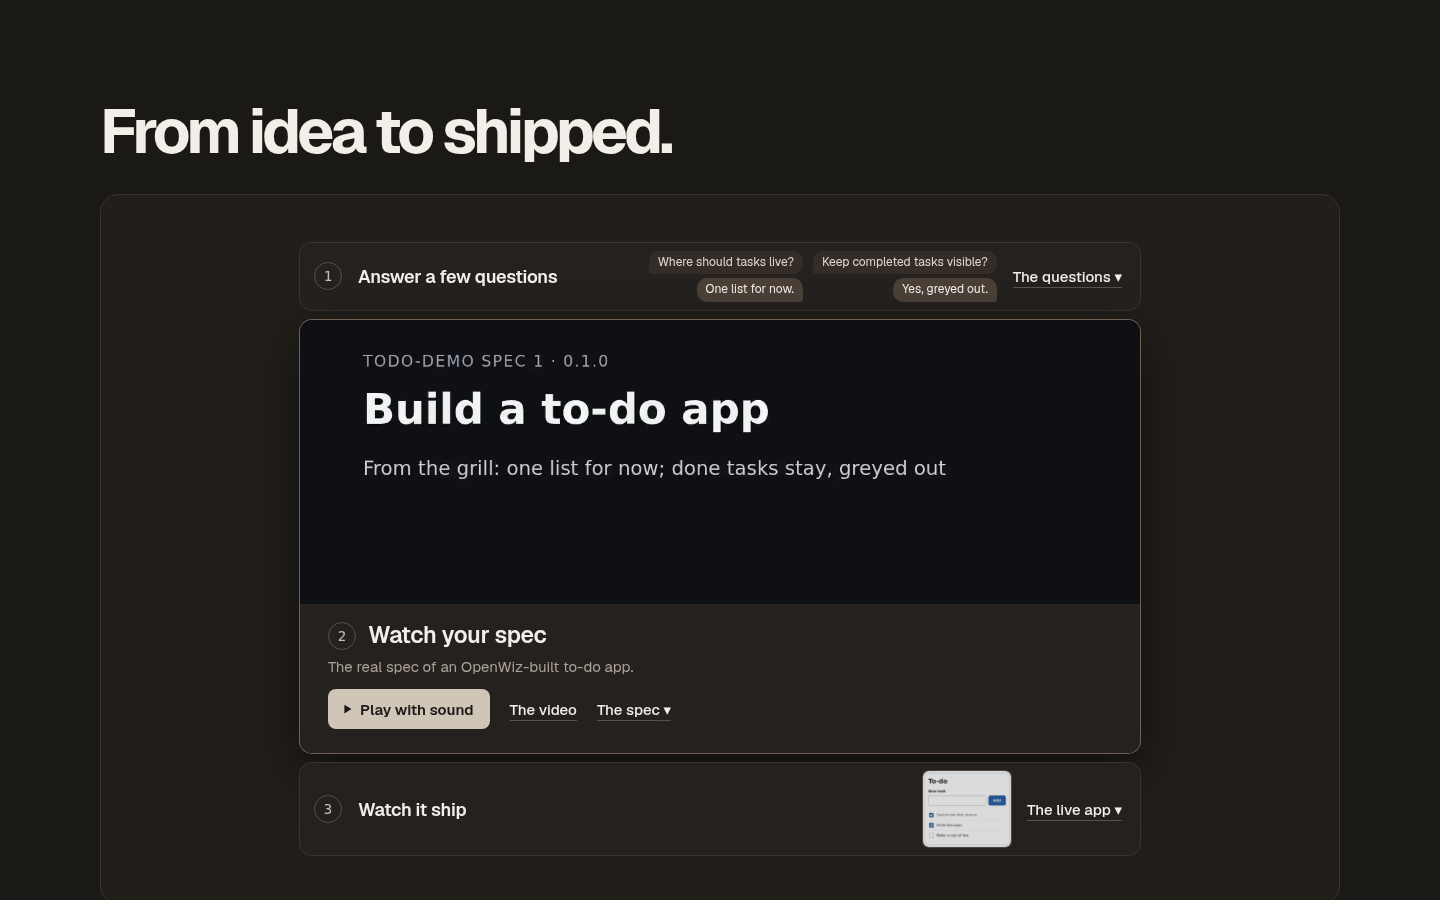 From idea to shipped.
1 Answer a few questions
Where should tasks live?
One list for now.
Keep completed tasks visible?
Yes, greyed out.
The questions ▾
TODO-DEMO SPEC 1 · 0.1.0
Build a to-do app
From the grill: one list for now; done tasks stay, greyed out
2 Watch your spec
The real spec of an OpenWiz-built to-do app.
Play with sound The video The spec ▾
3 Watch it ship
To-do
The live app ▾